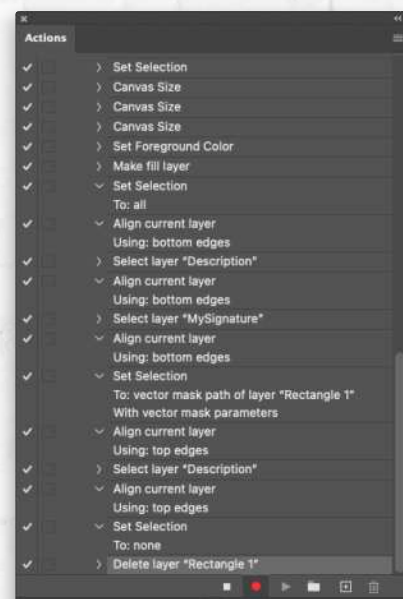 Actions
Set Selection
Canvas Size
Canvas Size
Canvas Size
Set Foreground Color
Make fill layer
Set Selection
To: all
Align current layer
Using: bottom edges
Select layer "Description"
Align current layer
Using: bottom edges
Select layer "MySignature"
Align current layer
Using: bottom edges
Set Selection
To: vector mask path of layer "Rectangle 1"
With vector mask parameters
Align current layer
Using: top edges
Select layer "Description"
Align current layer
Using: top edges
Set Selection
To: none
Delete layer "Rectangle 1"